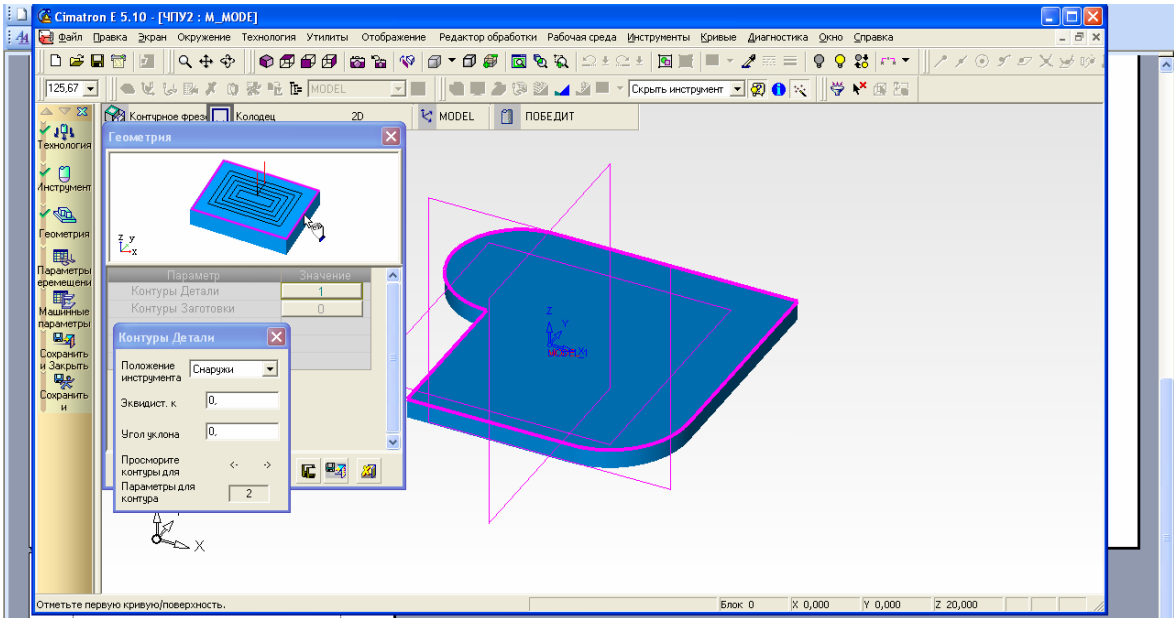 Cimatron E 5.10 - [ЧПУ2 : M_MODE]
Файл Правка Экран Окружение Технология Утилиты Отображение Редактор обработки Рабочая среда Инструменты Кривые Диагностика Окно Справка
125,67 MODEL Скрыть инструмент
Контурное фрезе Колодец 2D MODEL ПОБЕДИТ
Технология
Инструмент
Геометрия
Параметры
еремещени
Машинные
параметры
Сохранить
и Закрыть
Сохранить
и
Геометрия
z y
x
Параметр Значение
Контуры Детали 1
Контуры Заготовки 0
Контуры Детали
Положение
инструмента Снаружи
Эквидист. к 0,
Угол уклона 0,
Просморите
контуры для <- ->
Параметры для
контура 2
Z
Y
X
Отметьте первую кривую/поверхность. Блок 0 X 0,000 Y 0,000 Z 20,000